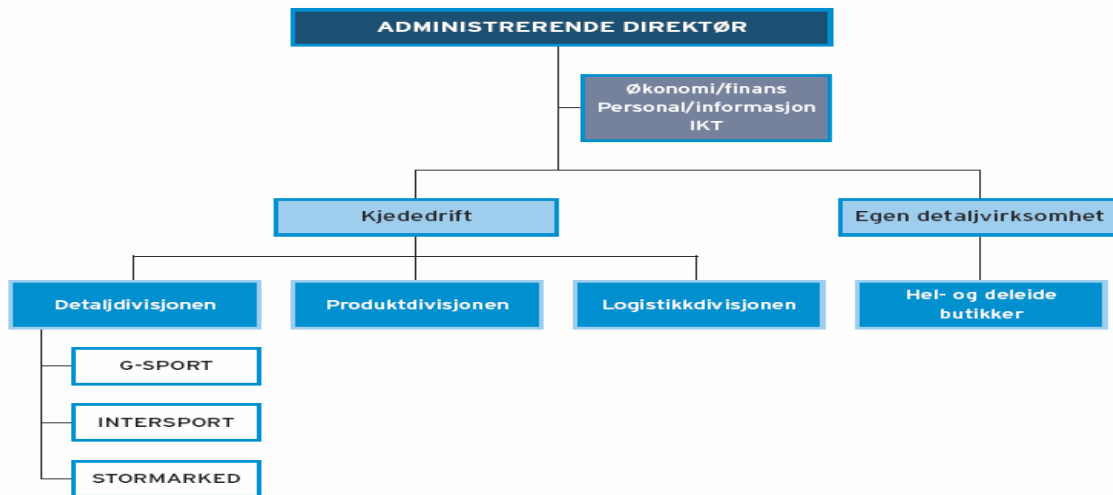 ADMINISTRERENDE DIREKTØR
Økonomi/finans
Personal/informasjon
IKT
Kjededrift
Egen detaljvirksomhet
Detaljdivisjonen
Produktdivisjonen
Logistikkdivisjonen
Hel- og deleide
butikker
G-SPORT
INTERSPORT
STORMARKED